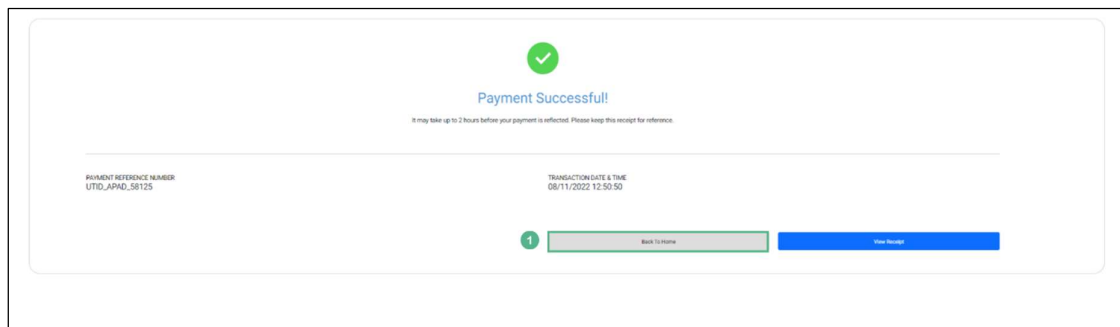 Payment Successful!
It may take up to 2 hours before your payment is reflected. Please keep this receipt for reference.
PAYMENT REFERENCE NUMBER
UTID_APAD_58125
TRANSACTION DATE & TIME
08/11/2022 12:50:50
1
Back To Home
View Receipt